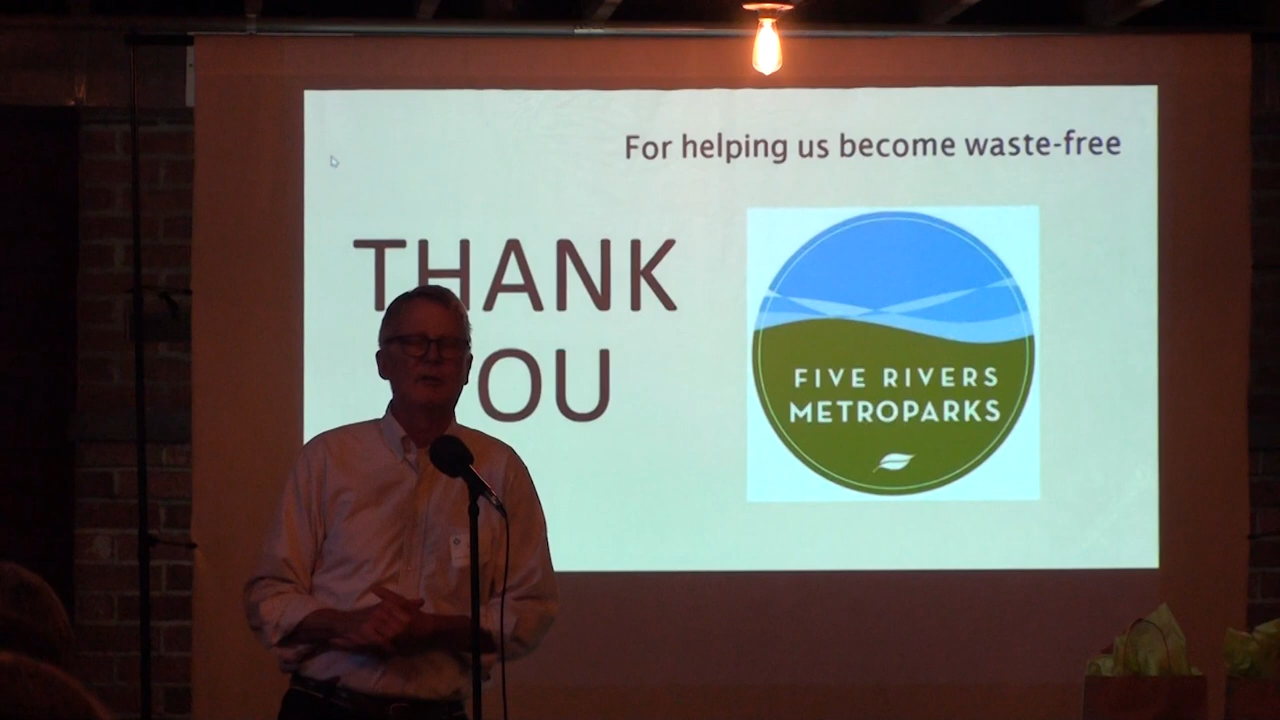 For helping us become waste-free
THANK
OU
FIVE RIVERS
METROPARKS